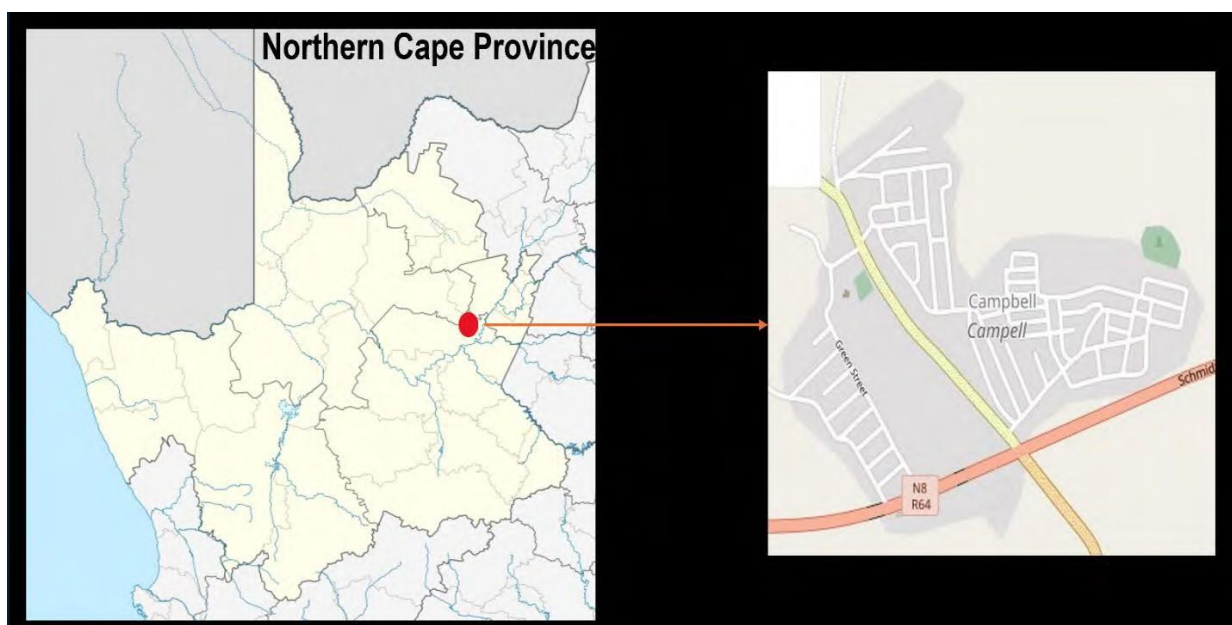 Northern Cape Province
Campbell
Campell
Green Street
Schmid
N8
R64